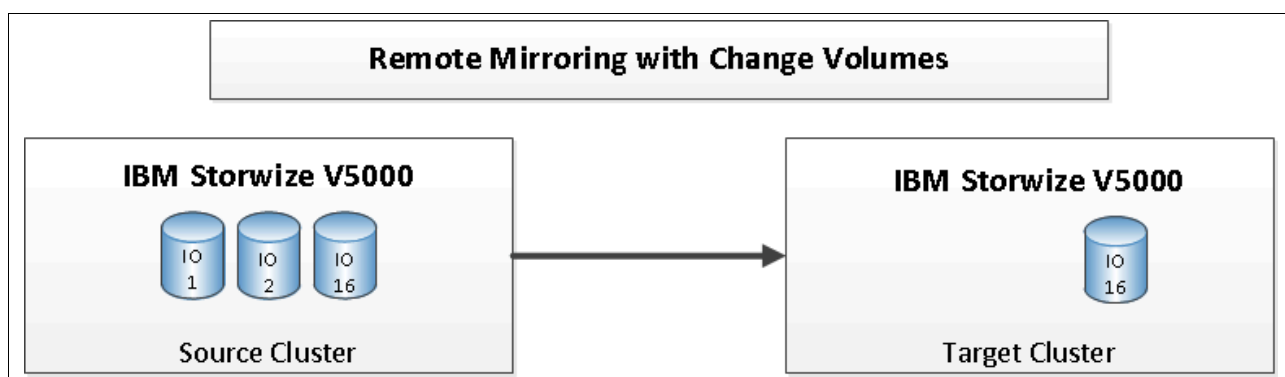 Remote Mirroring with Change Volumes
IBM Storwize V5000
IO
1
IO
2
IO
16
Source Cluster
IBM Storwize V5000
IO
16
Target Cluster